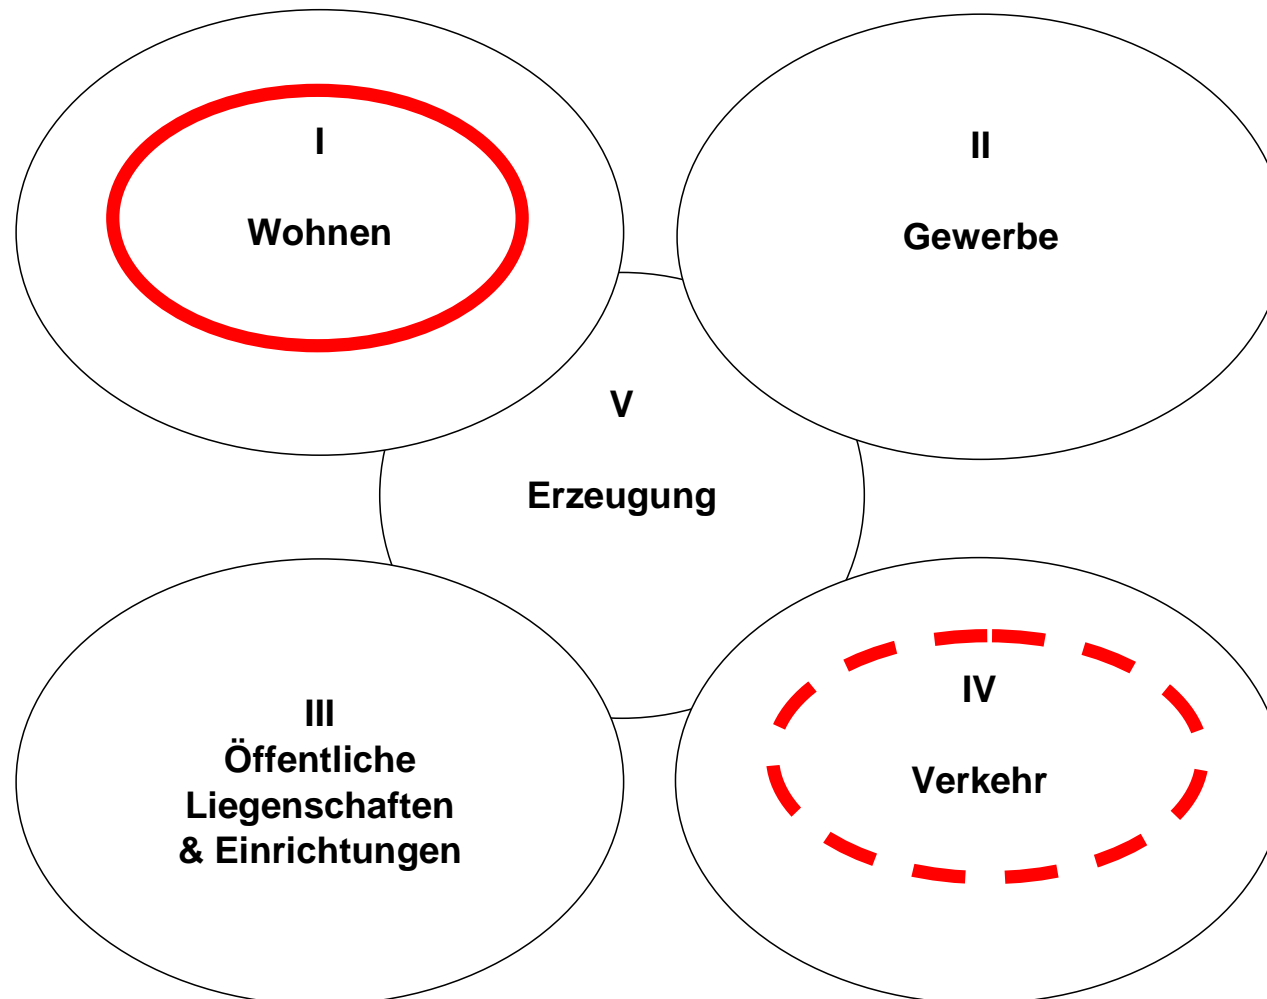 I
Wohnen
II
Gewerbe
V
Erzeugung
III
Öffentliche
Liegenschaften
& Einrichtungen
IV
Verkehr